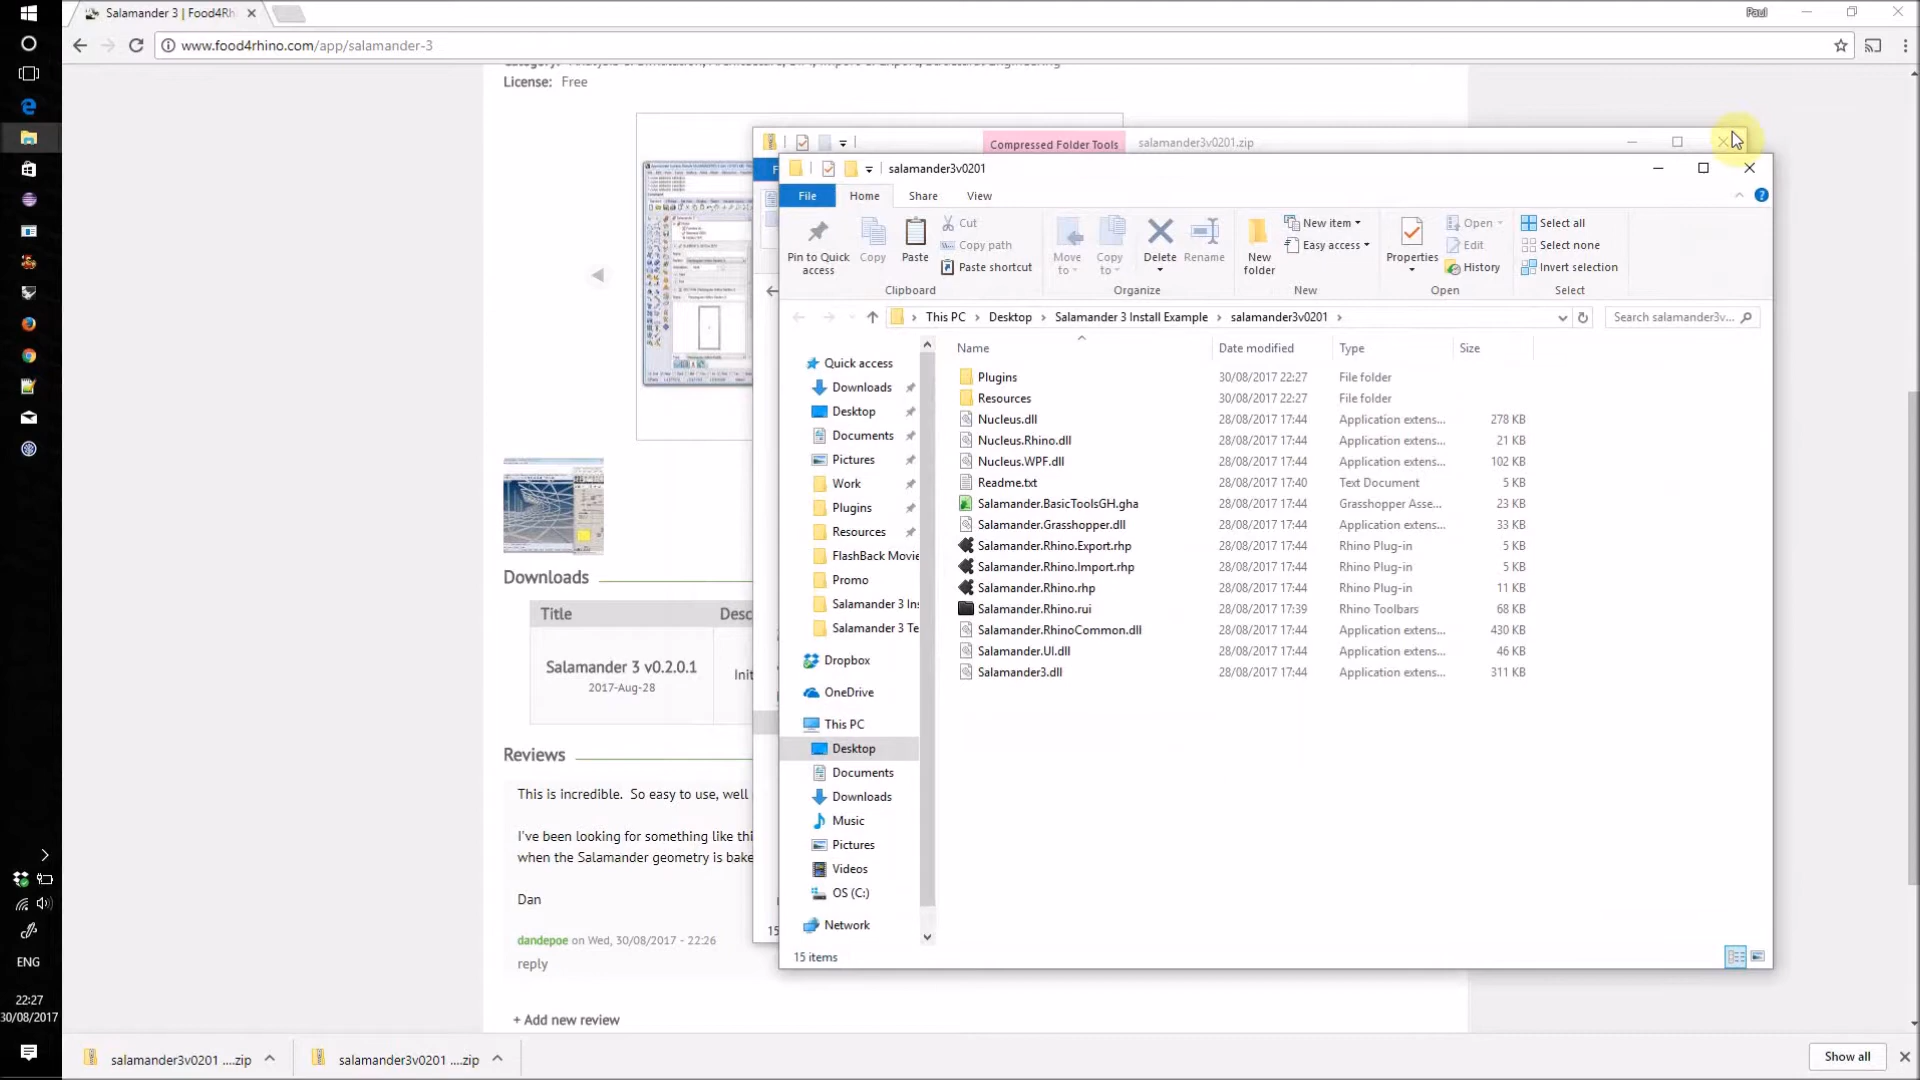 Salamander 3 | Food4Rh
Paul
www.food4rhino.com/app/salamander-3
License: Free
Compressed Folder Tools
salamander3v0201.zip
salamander3v0201
File Home Share View
Pin to Quick access
Copy
Paste
Cut
Copy path
Paste shortcut
Clipboard
Move to
Copy to
Delete
Rename
Organize
New folder
New item
Easy access
New
Properties
Open
Edit
History
Open
Select all
Select none
Invert selection
Select
This PC > Desktop > Salamander 3 Install Example > salamander3v0201 >
Search salamander3v...
Name Date modified Type Size
Plugins 30/08/2017 22:27 File folder
Resources 30/08/2017 22:27 File folder
Nucleus.dll 28/08/2017 17:44 Application extens... 278 KB
Nucleus.Rhino.dll 28/08/2017 17:44 Application extens... 21 KB
Nucleus.WPF.dll 28/08/2017 17:44 Application extens... 102 KB
Readme.txt 28/08/2017 17:40 Text Document 5 KB
Salamander.BasicToolsGH.gha 28/08/2017 17:44 Grasshopper Asse... 23 KB
Salamander.Grasshopper.dll 28/08/2017 17:44 Application extens... 33 KB
Salamander.Rhino.Export.rhp 28/08/2017 17:44 Rhino Plug-in 5 KB
Salamander.Rhino.Import.rhp 28/08/2017 17:44 Rhino Plug-in 5 KB
Salamander.Rhino.rhp 28/08/2017 17:44 Rhino Plug-in 11 KB
Salamander.Rhino.rui 28/08/2017 17:39 Rhino Toolbars 68 KB
Salamander.RhinoCommon.dll 28/08/2017 17:44 Application extens... 430 KB
Salamander.UI.dll 28/08/2017 17:44 Application extens... 46 KB
Salamander3.dll 28/08/2017 17:44 Application extens... 311 KB
Quick access
Downloads
Desktop
Documents
Pictures
Work
Plugins
Resources
FlashBack Movie
Promo
Salamander 3 Ins
Salamander 3 Te
Dropbox
OneDrive
This PC
Desktop
Documents
Downloads
Music
Pictures
Videos
OS (C:)
Network
15 items
15
Downloads
Title Desc
Salamander 3 v0.2.0.1
2017-Aug-28
Init
Reviews
This is incredible. So easy to use, well
I've been looking for something like thi
when the Salamander geometry is bake
Dan
dandepoe on Wed, 30/08/2017 - 22:26
reply
+ Add new review
ENG
22:27
30/08/2017
salamander3v0201 ....zip
salamander3v0201 ....zip
Show all